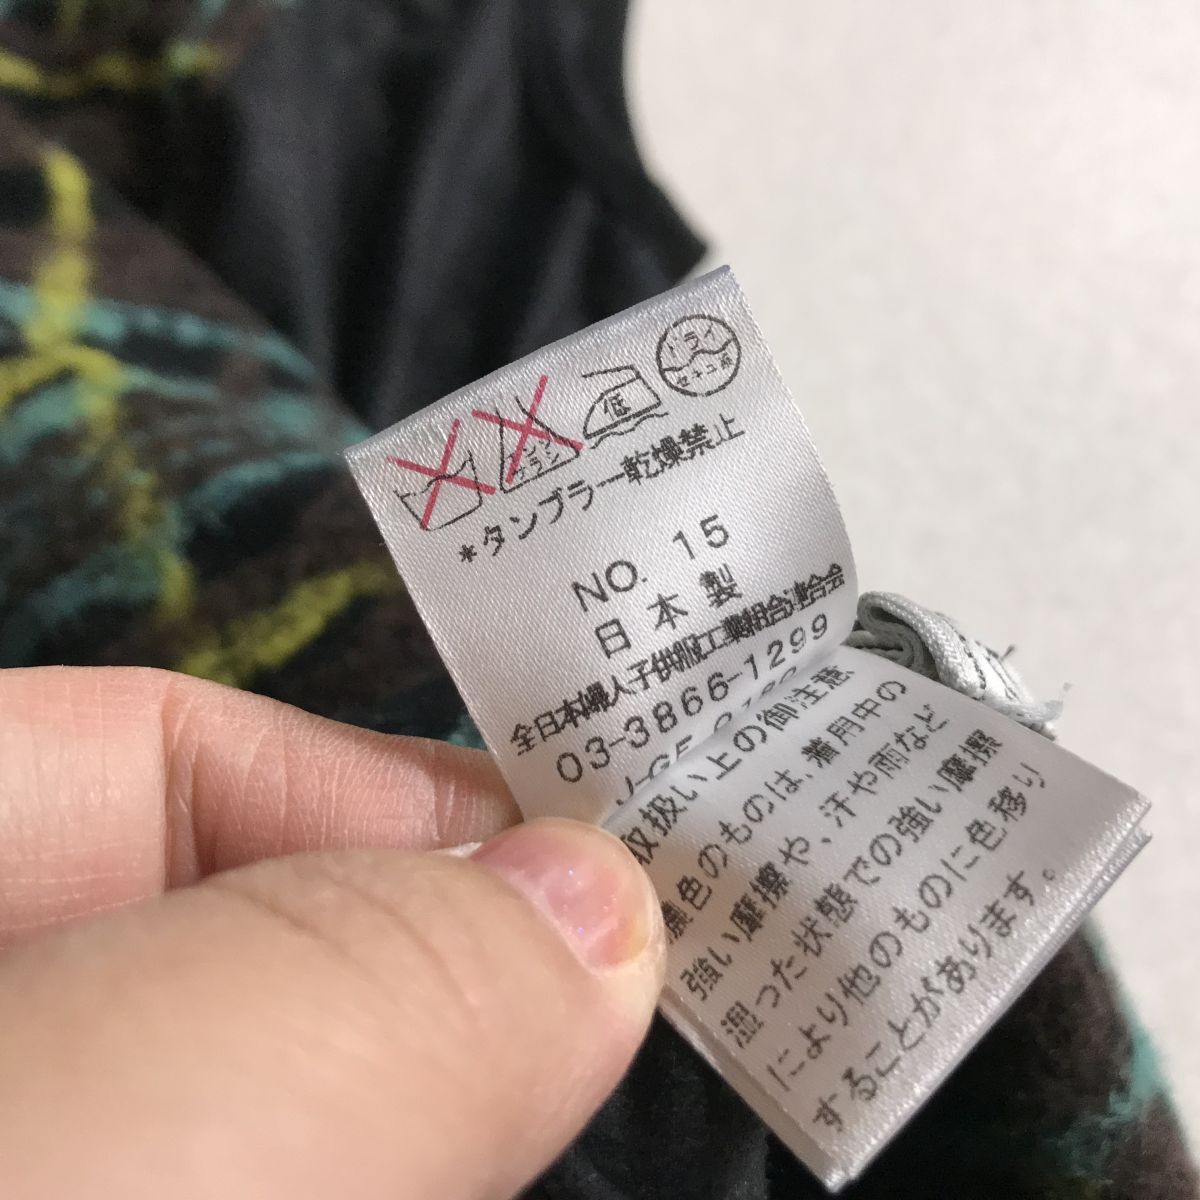 エンソ
サラシ
低
ドライ
セキユ系
*タンブラー乾燥禁止
NO. 15
日本製
全日本婦人子供服工業組合連合会
03-3866-1299
取扱い上の御注意
濃色のものは、着用中の
強い摩擦や、汗や雨など
湿った状態での強い摩擦
により他のものに色移り
することがあります。